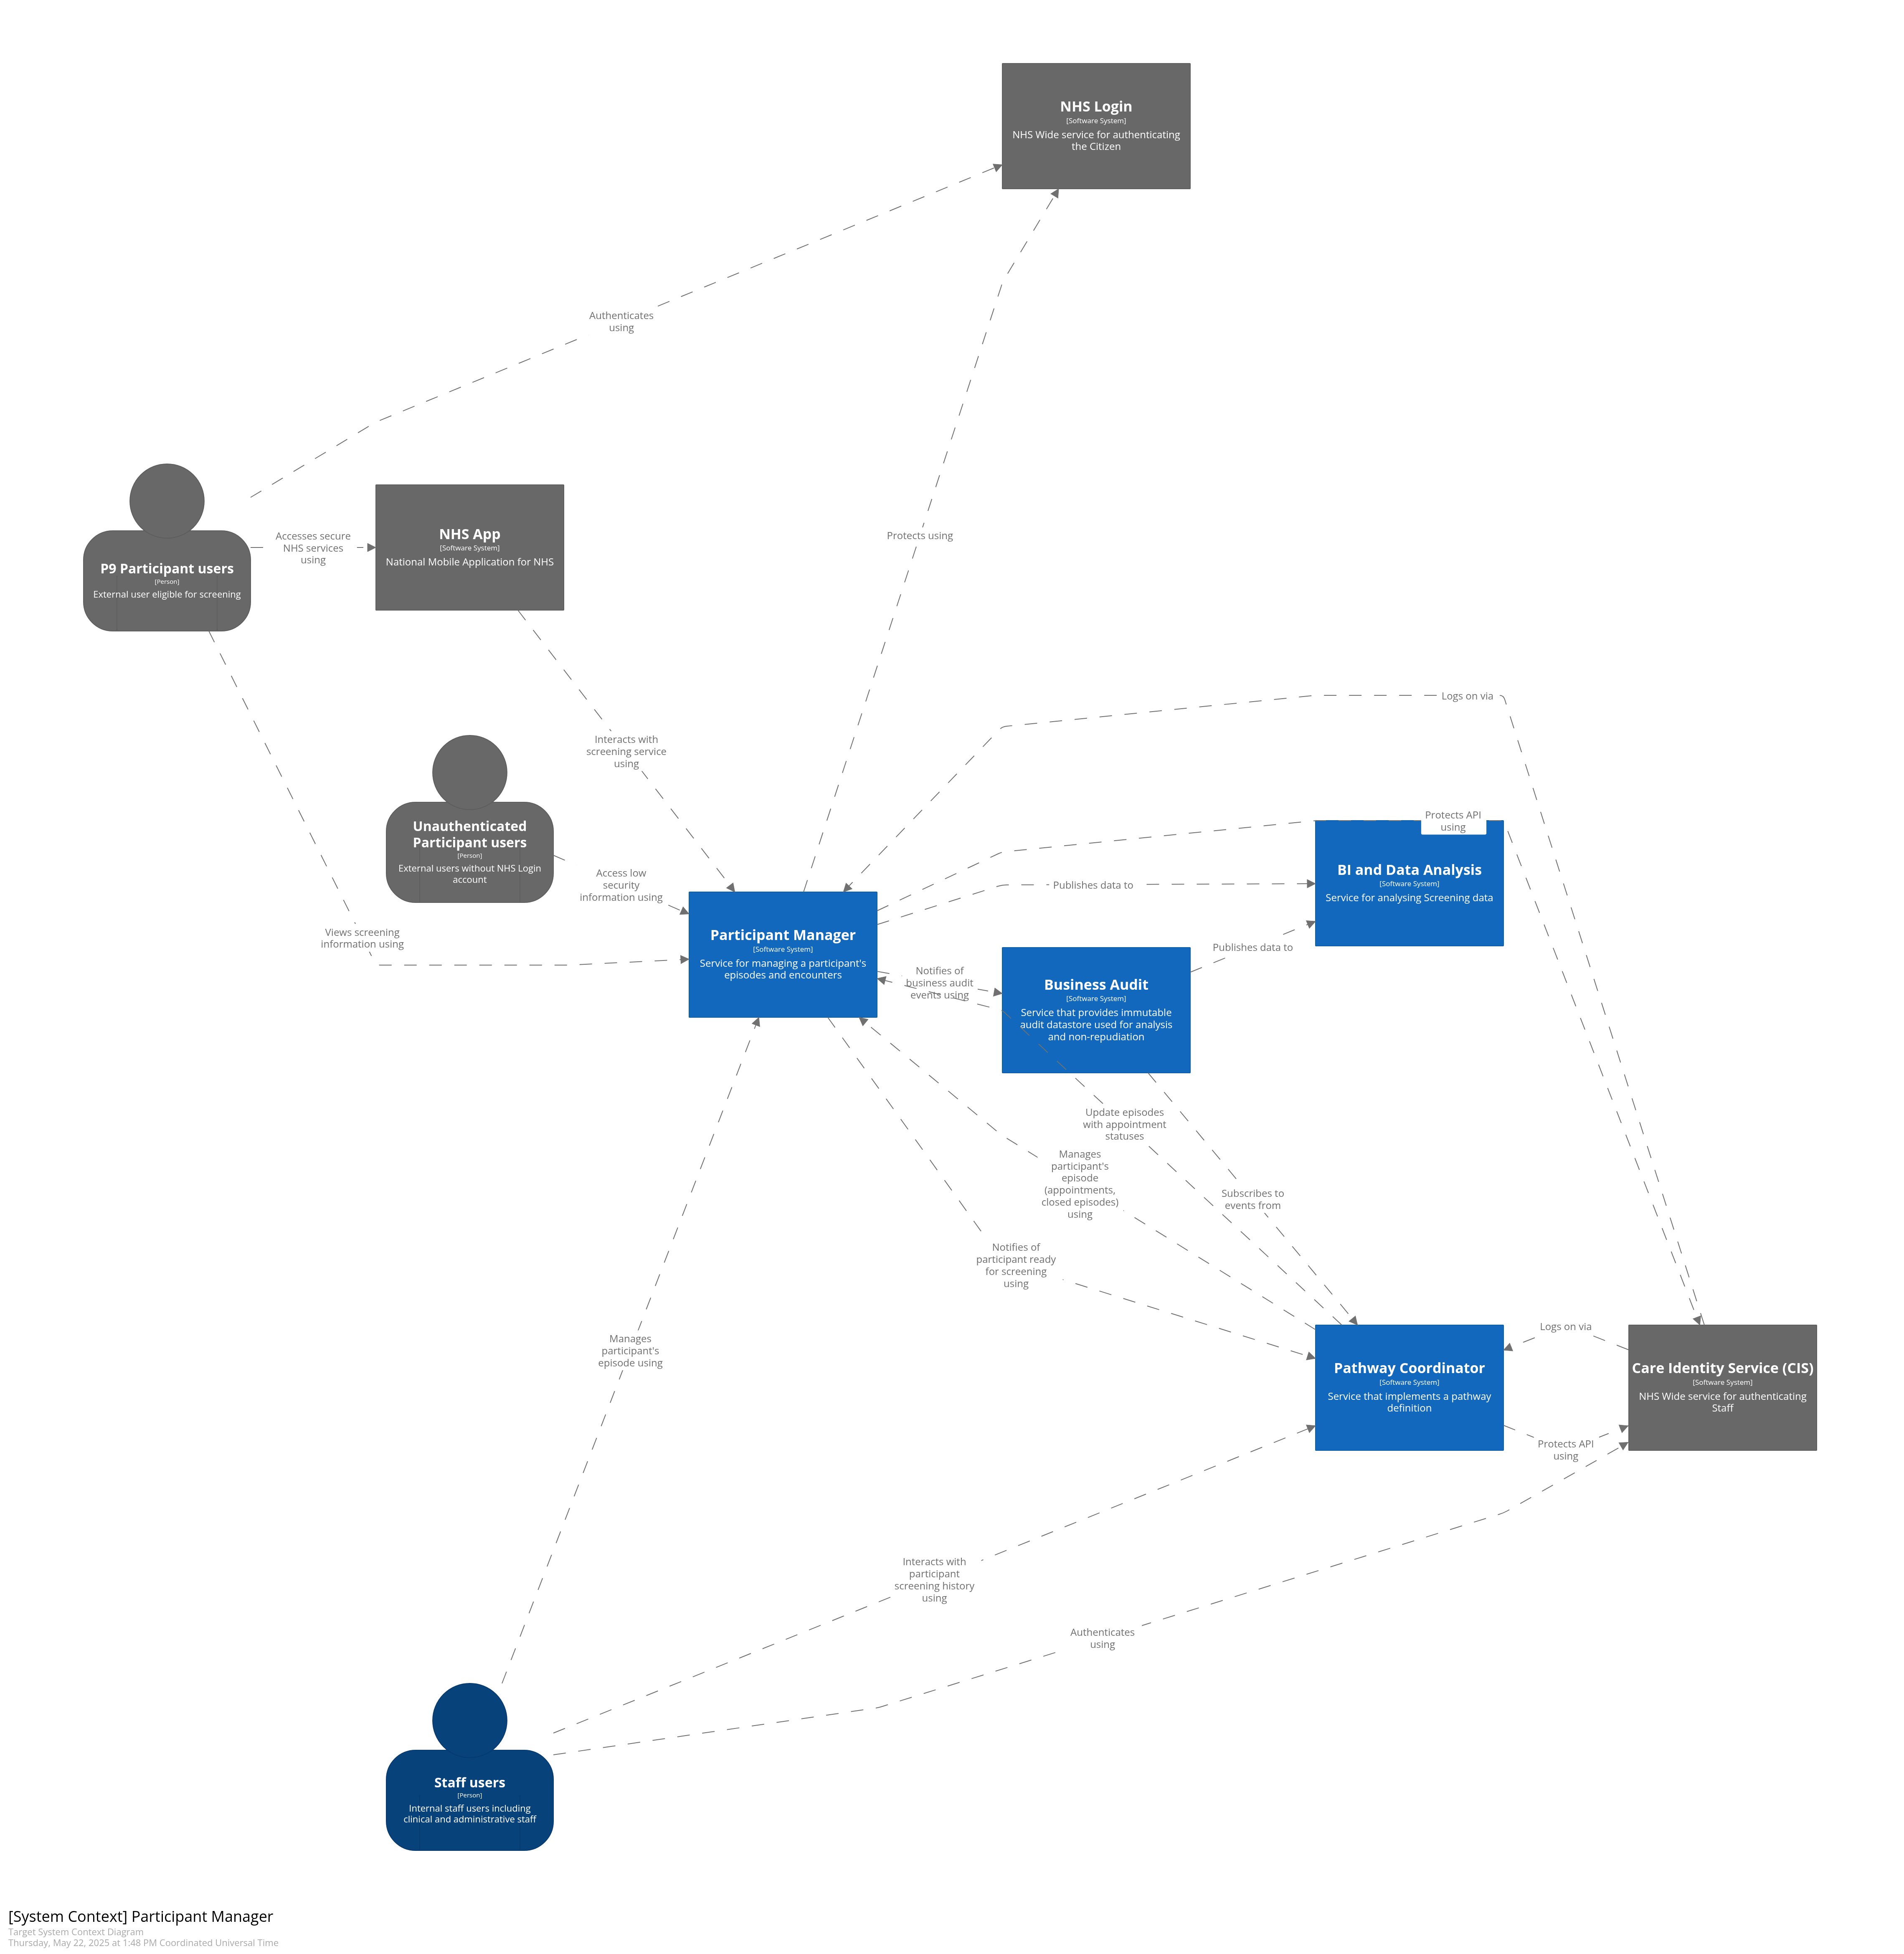 NHS Login
[Software System]
NHS Wide service for authenticating
the Citizen
Authenticates
using
P9 Participant users
[Person]
External user eligible for screening
Accesses secure
NHS services
using
NHS App
[Software System]
National Mobile Application for NHS
Protects using
Interacts with
screening service
using
Logs on via
Unauthenticated
Participant users
[Person]
External users without NHS Login
account
Access low
security
information using
Views screening
information using
Participant Manager
[Software System]
Service for managing a participant's
episodes and encounters
Protects API
using
Publishes data to
BI and Data Analysis
[Software System]
Service for analysing Screening data
Publishes data to
Notifies of
business audit
events using
Business Audit
[Software System]
Service that provides immutable
audit datastore used for analysis
and non-repudiation
Update episodes
with appointment
statuses
Manages
participant's
episode
(appointments,
closed episodes)
using
Subscribes to
events from
Notifies of
participant ready
for screening
using
Manages
participant's
episode using
Pathway Coordinator
[Software System]
Service that implements a pathway
definition
Logs on via
Care Identity Service (CIS)
[Software System]
NHS Wide service for authenticating
Staff
Protects API
using
Interacts with
participant
screening history
using
Authenticates
using
Staff users
[Person]
Internal staff users including
clinical and administrative staff
[System Context] Participant Manager
Target System Context Diagram
Thursday, May 22, 2025 at 1:48 PM Coordinated Universal Time